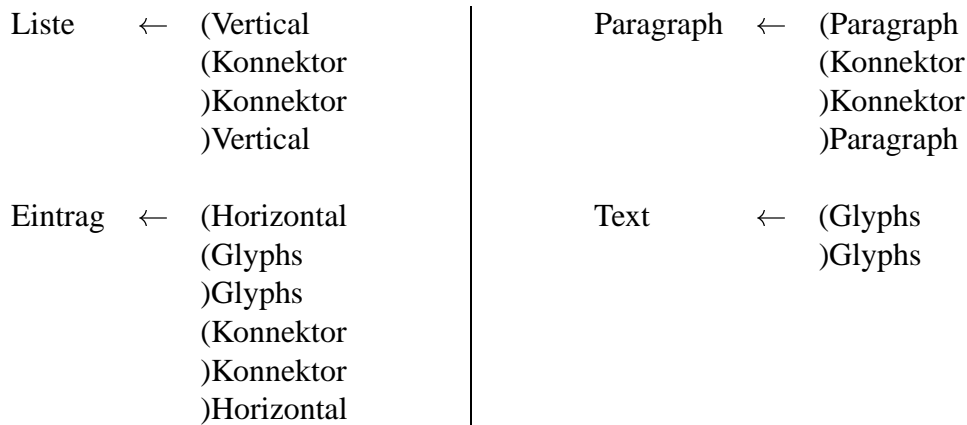 Liste ← (Vertical
(Konnektor
)Konnektor
)Vertical
Eintrag ← (Horizontal
(Glyphs
)Glyphs
(Konnektor
)Konnektor
)Horizontal
Paragraph ← (Paragraph
(Konnektor
)Konnektor
)Paragraph
Text ← (Glyphs
)Glyphs